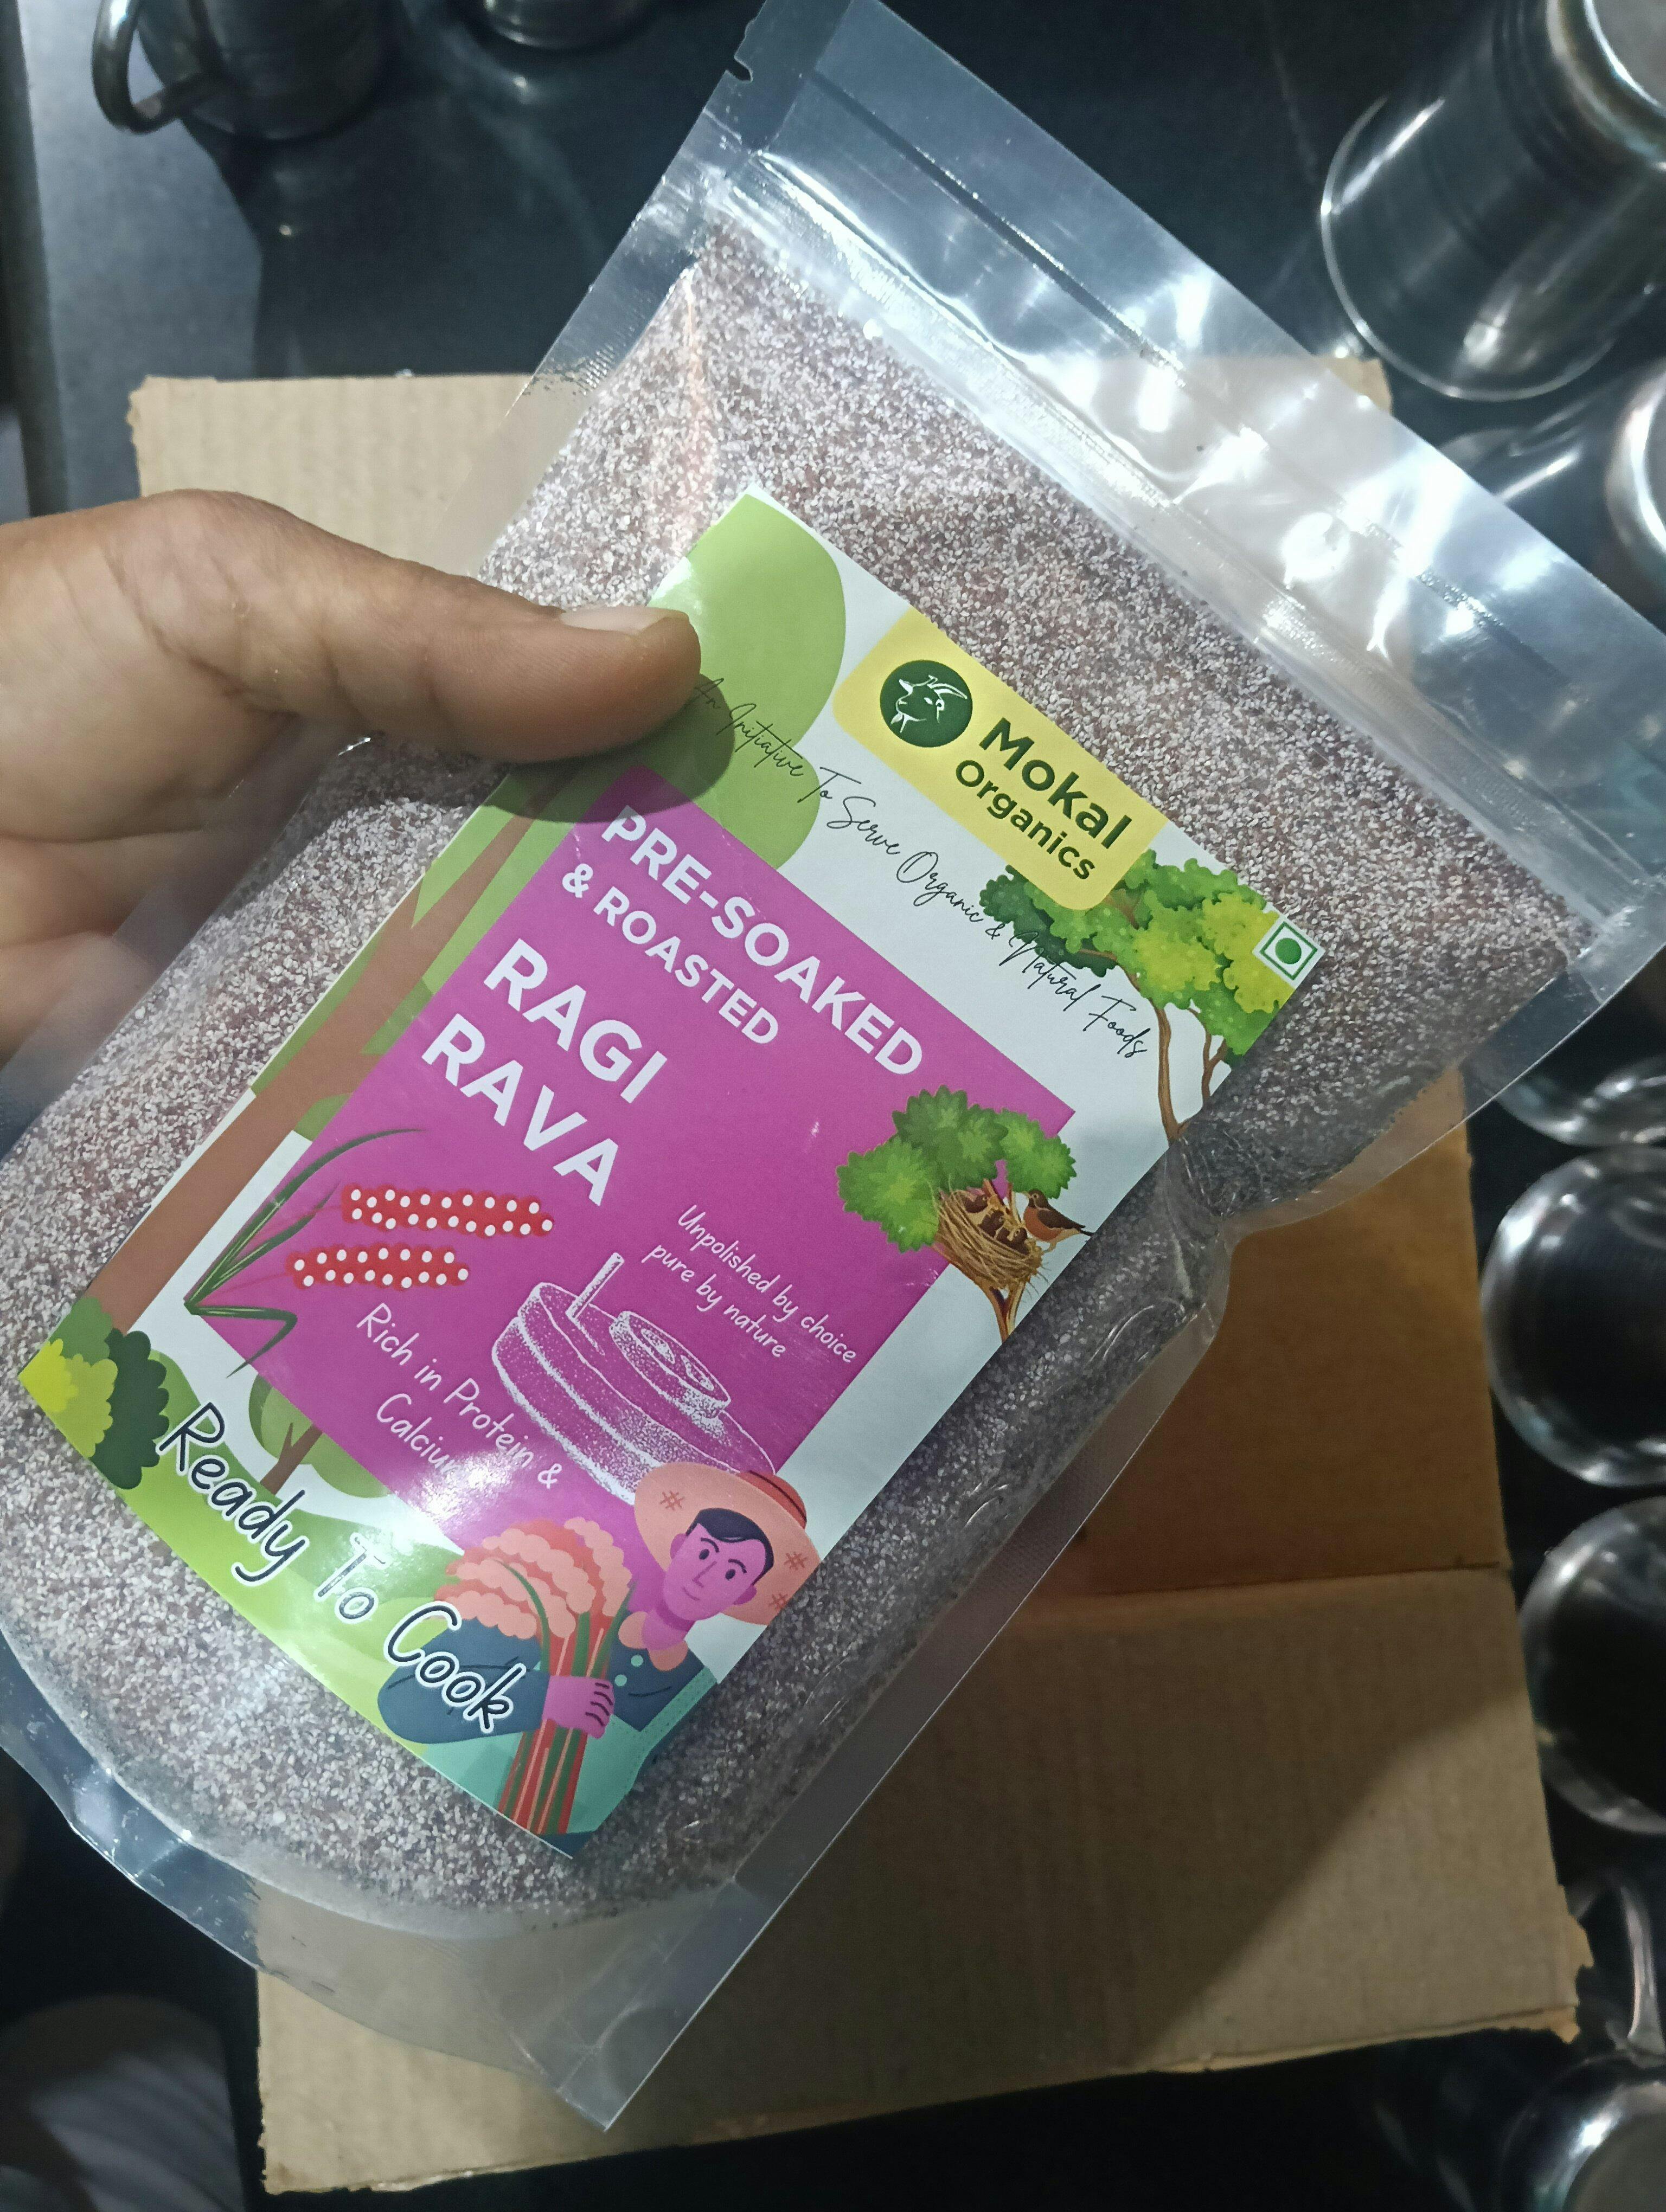 Mokal
Organics
An Initiative To Serve Organic & Natural Foods
PRE-SOAKED
& ROASTED
RAGI
RAVA
Unpolished by choice
pure by nature
Rich in Protein &
Calcium
Ready To Cook